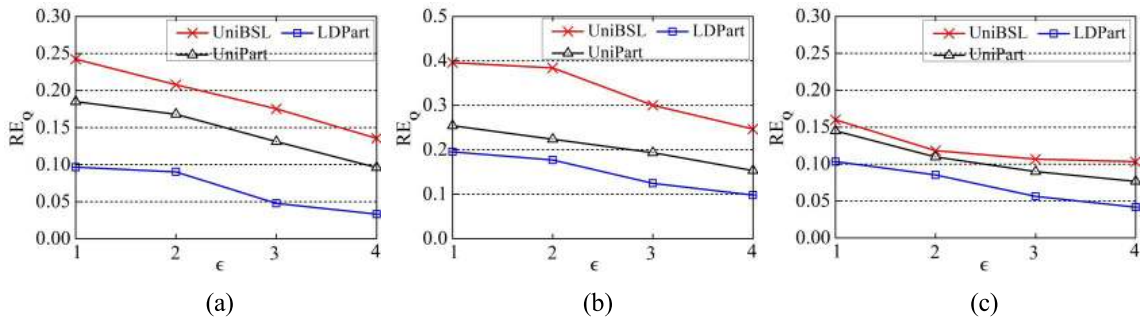 0.30
0.25
0.20
0.15
0.10
0.05
0.00
RE_Q
UniBSL
LDPart
UniPart
1 2 3 4
ϵ
(a)
0.5
0.4
0.3
0.2
0.1
0.0
RE_Q
UniBSL
LDPart
UniPart
1 2 3 4
ϵ
(b)
0.30
0.25
0.20
0.15
0.10
0.05
0.00
RE_Q
UniBSL
LDPart
UniPart
1 2 3 4
ϵ
(c)